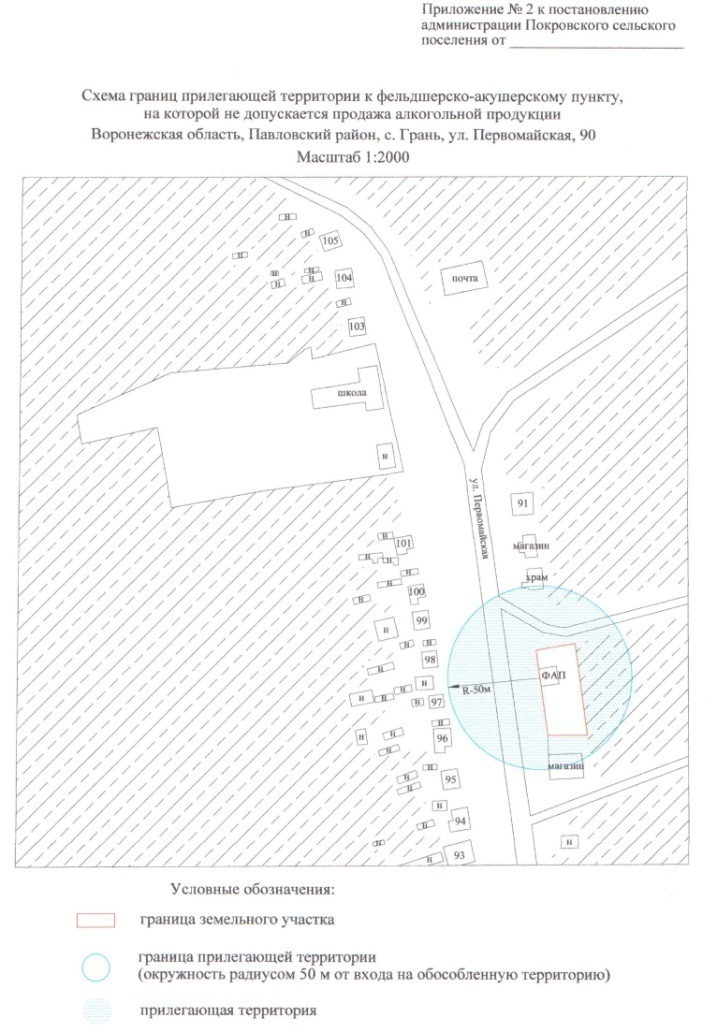 Приложение № 2 к постановлению
администрации Покровского сельского
поселения от
Схема границ прилегающей территории к фельдшерско-акушерскому пункту,
на которой не допускается продажа алкогольной продукции
Воронежская область, Павловский район, с. Грань, ул. Первомайская, 90
Масштаб 1:2000
н
н
105
н
почта
н
ш
н
104
н
н
103
школа
н
ул. Первомайская
91
н
101
магазин
н
н
н
храм
н
100
н
99
н
н
н
98
н
ФАП
н
R-50м
н
н
н
н
97
н
н
н
96
н
магазин
н
н
95
н
н
94
н
н
н
93
н
Условные обозначения:
граница земельного участка
граница прилегающей территории
(окружность радиусом 50 м от входа на обособленную территорию)
прилегающая территория